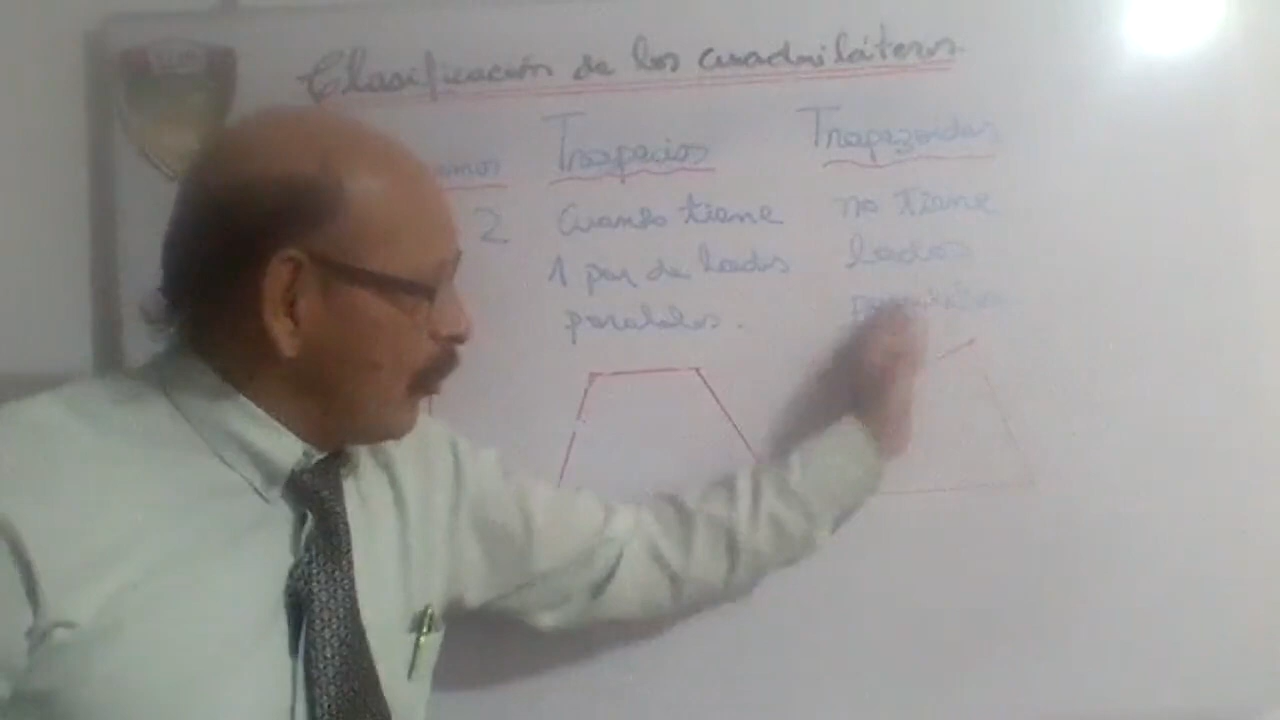 Clasificación de los cuadriláteros.
Trapecios
Trapezoides
2
cuando tiene
1 par de lados
paralelos.
no tiene
lados